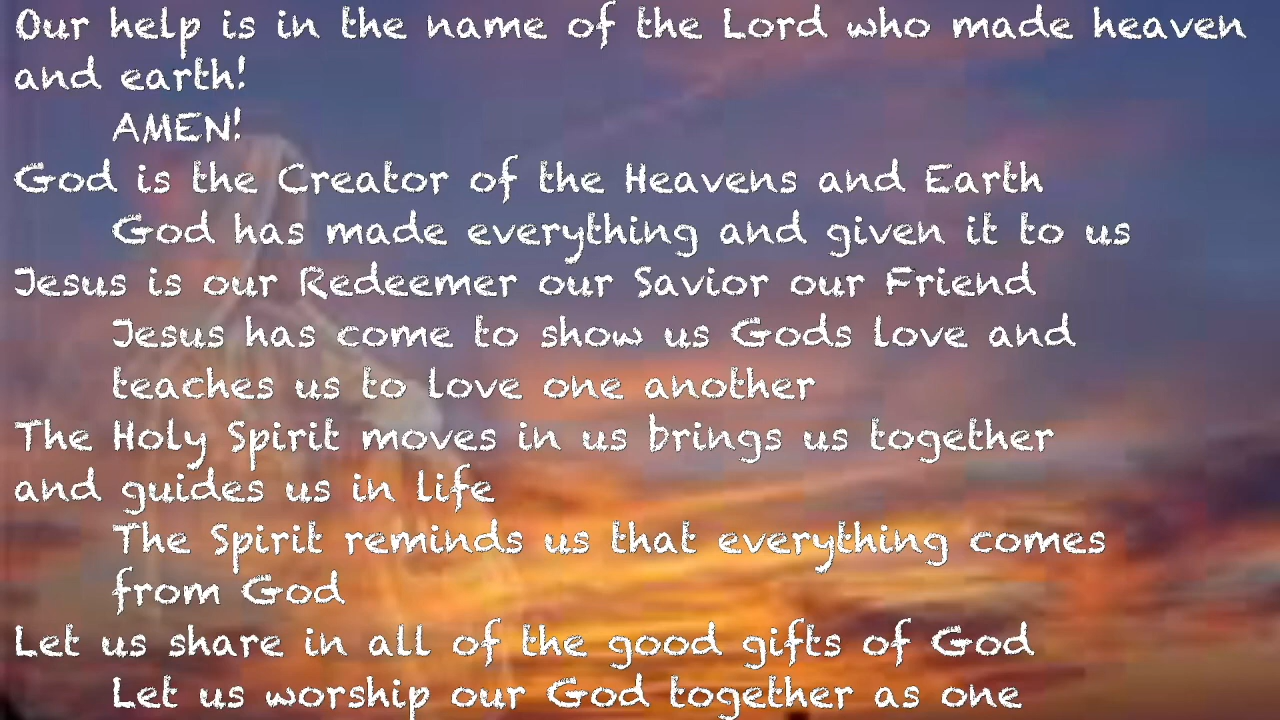 Our help is in the name of the Lord who made heaven
and earth!
AMEN!
God is the Creator of the Heavens and Earth
God has made everything and given it to us
Jesus is our Redeemer our Savior our Friend
Jesus has come to show us Gods love and
teaches us to love one another
The Holy Spirit moves in us brings us together
and guides us in life
The Spirit reminds us that everything comes
from God
Let us share in all of the good gifts of God
Let us worship our God together as one